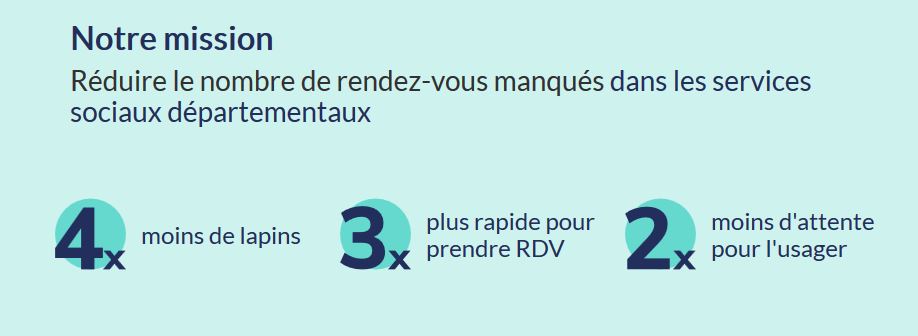 Notre mission
Réduire le nombre de rendez-vous manqués dans les services
sociaux départementaux
4x moins de lapins
3x plus rapide pour
prendre RDV
2x moins d'attente
pour l'usager